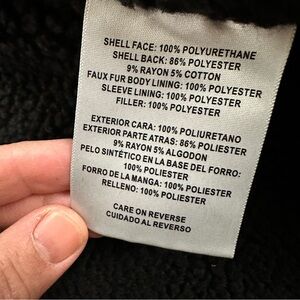 SHELL FACE: 100% POLYURETHANE
SHELL BACK: 86% POLYESTER
9% RAYON 5% COTTON
FAUX FUR BODY LINING: 100% POLYESTER
SLEEVE LINING: 100% POLYESTER
FILLER: 100% POLYESTER
EXTERIOR CARA: 100% POLIURETANO
EXTERIOR PARTE ATRAS: 86% POLIESTER
9% RAYON 5% ALGODON
PELO SINTÉTICO EN LA BASE DEL FORRO:
100% POLIESTER
FORRO DE LA MANGA: 100% POLIESTER
RELLENO: 100% POLIESTER
CARE ON REVERSE
CUIDADO AL REVERSO